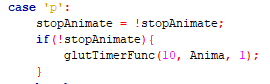 case 'p':
stopAnimate = !stopAnimate;
if(!stopAnimate){
glutTimerFunc(10, Anima, 1);
}